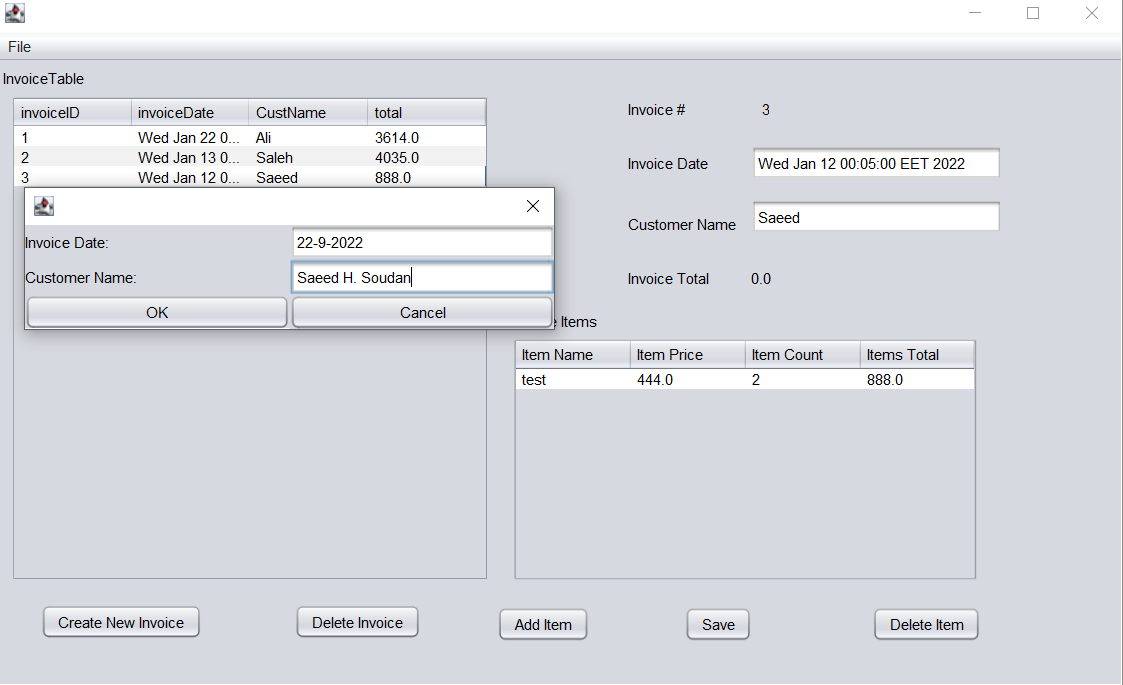 File
InvoiceTable
invoiceID invoiceDate CustName total
1 Wed Jan 22 0... Ali 3614.0
2 Wed Jan 13 0... Saleh 4035.0
3 Wed Jan 12 0... Saeed 888.0
Invoice Date: 22-9-2022
Customer Name: Saeed H. Soudan
OK Cancel
Invoice # 3
Invoice Date Wed Jan 12 00:05:00 EET 2022
Customer Name Saeed
Invoice Total 0.0
Items
Item Name Item Price Item Count Items Total
test 444.0 2 888.0
Create New Invoice Delete Invoice Add Item Save Delete Item